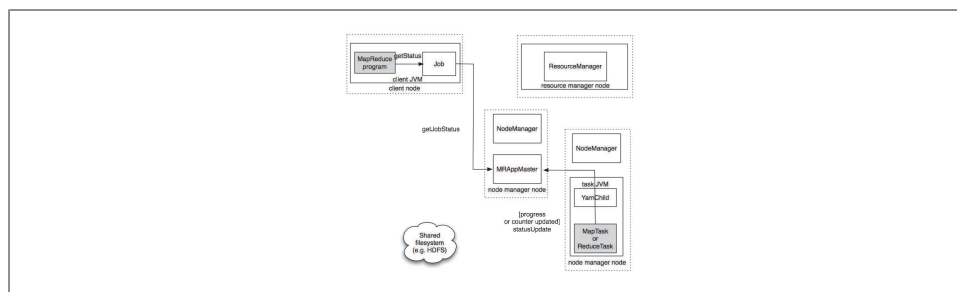 MapReduce
program
getStatus
Job
client JVM
client node
ResourceManager
resource manager node
getJobStatus
NodeManager
MRAppMaster
node manager node
NodeManager
task JVM
YarnChild
[progress
or counter updated]
statusUpdate
MapTask
or
ReduceTask
node manager node
Shared
filesystem
(e.g. HDFS)